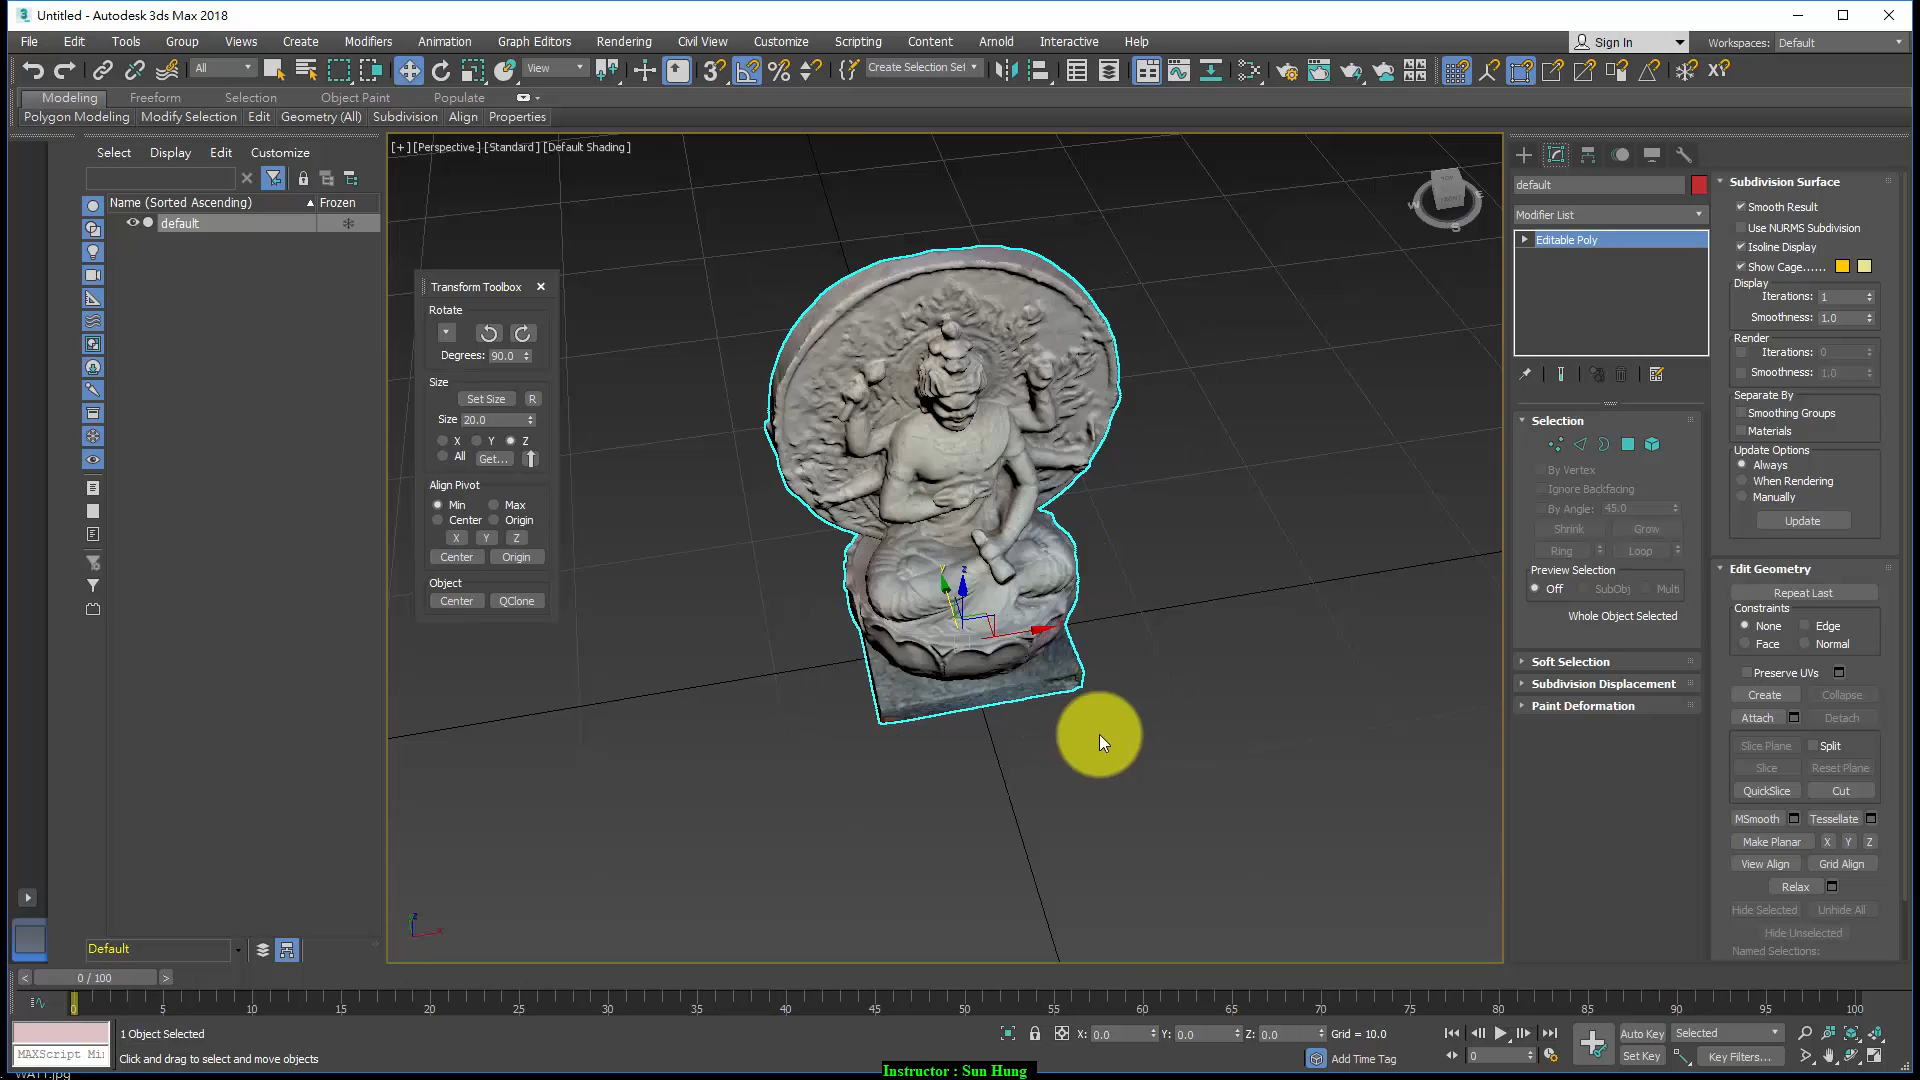 Untitled - Autodesk 3ds Max 2018
File Edit Tools Group Views Create Modifiers Animation Graph Editors Rendering Civil View Customize Scripting Content Arnold Interactive Help
Sign In
Workspaces: Default
All
View
Create Selection Set
Modeling Freeform Selection Object Paint Populate
Polygon Modeling Modify Selection Edit Geometry (All) Subdivision Align Properties
Select Display Edit Customize
Name (Sorted Ascending) Frozen
default
[+] [Perspective] [Standard] [Default Shading]
Transform Toolbox
Rotate
Degrees: 90.0
Size
Set Size R
Size 20.0
X Y Z
All Get...
Align Pivot
Min Max
Center Origin
X Y Z
Center Origin
Object
Center QClone
default
Modifier List
Editable Poly
Selection
By Vertex
Ignore Backfacing
By Angle: 45.0
Shrink Grow
Ring Loop
Preview Selection
Off SubObj Multi
Whole Object Selected
Soft Selection
Subdivision Displacement
Paint Deformation
Subdivision Surface
Smooth Result
Use NURMS Subdivision
Isoline Display
Show Cage......
Display
Iterations: 1
Smoothness: 1.0
Render
Iterations: 0
Smoothness: 1.0
Separate By
Smoothing Groups
Materials
Update Options
Always
When Rendering
Manually
Update
Edit Geometry
Repeat Last
Constraints
None Edge
Face Normal
Preserve UVs
Create Collapse
Attach Detach
Slice Plane Split
Slice Reset Plane
QuickSlice Cut
MSmooth Tessellate
Make Planar X Y Z
View Align Grid Align
Relax
Hide Selected Unhide All
Hide Unselected
Named Selections:
Default
0 / 100
0 5 10 15 20 25 30 35 40 45 50 55 60 65 70 75 80 85 90 95 100
1 Object Selected
X: 0.0 Y: 0.0 Z: 0.0 Grid = 10.0
Auto Key Selected
MAXScript Mi
Click and drag to select and move objects
Add Time Tag
0
Set Key Key Filters...
Instructor : Sun Hung